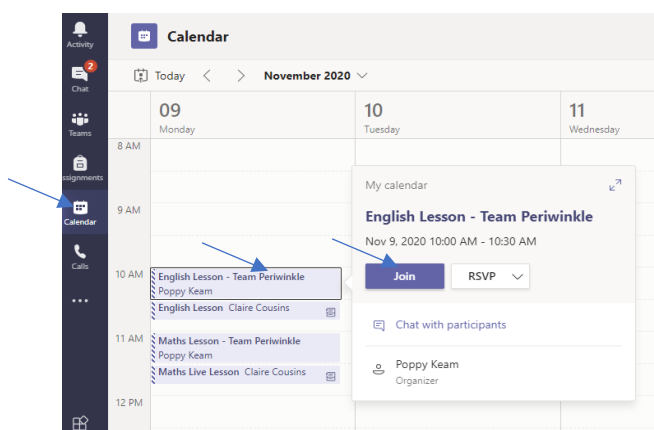 Activity
Calendar
2
Chat
Today
November 2020
Teams
09
Monday
10
Tuesday
11
Wednesday
8 AM
ssignments
Calendar
9 AM
Calls
10 AM
English Lesson - Team Periwinkle
Poppy Keam
English Lesson Claire Cousins
11 AM
Maths Lesson - Team Periwinkle
Poppy Keam
Maths Live Lesson Claire Cousins
12 PM
My calendar
English Lesson - Team Periwinkle
Nov 9, 2020 10:00 AM - 10:30 AM
Join
RSVP
Chat with participants
Poppy Keam
Organizer